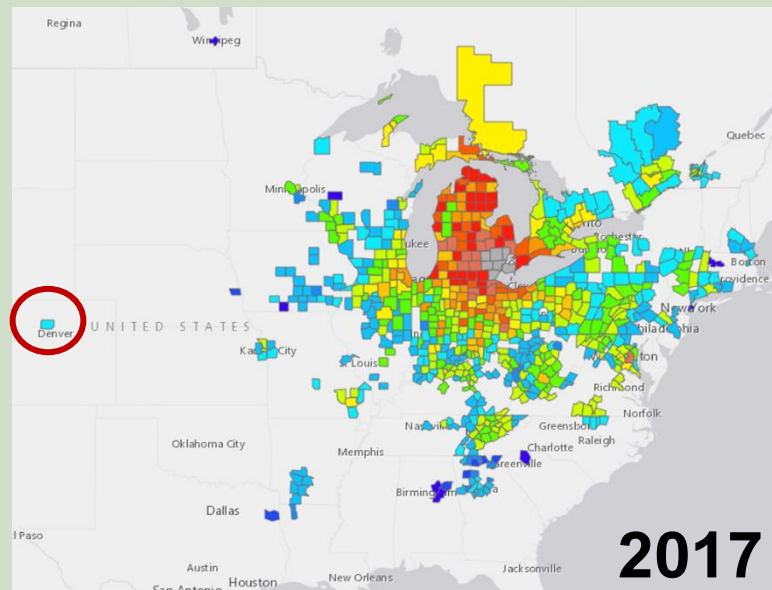 Regina
Winnipeg
Quebec
Minneapolis
Rochester
Boston
Providence
New York
Denver
UNITED STATES
Philadelphia
Kansas City
St Louis
Richmond
Norfolk
Nashville
Greensboro
Raleigh
Oklahoma City
Memphis
Charlotte
Greenville
Birmingham
Dallas
l Paso
2017
Austin
Jacksonville
San Antonio
Houston
New Orleans